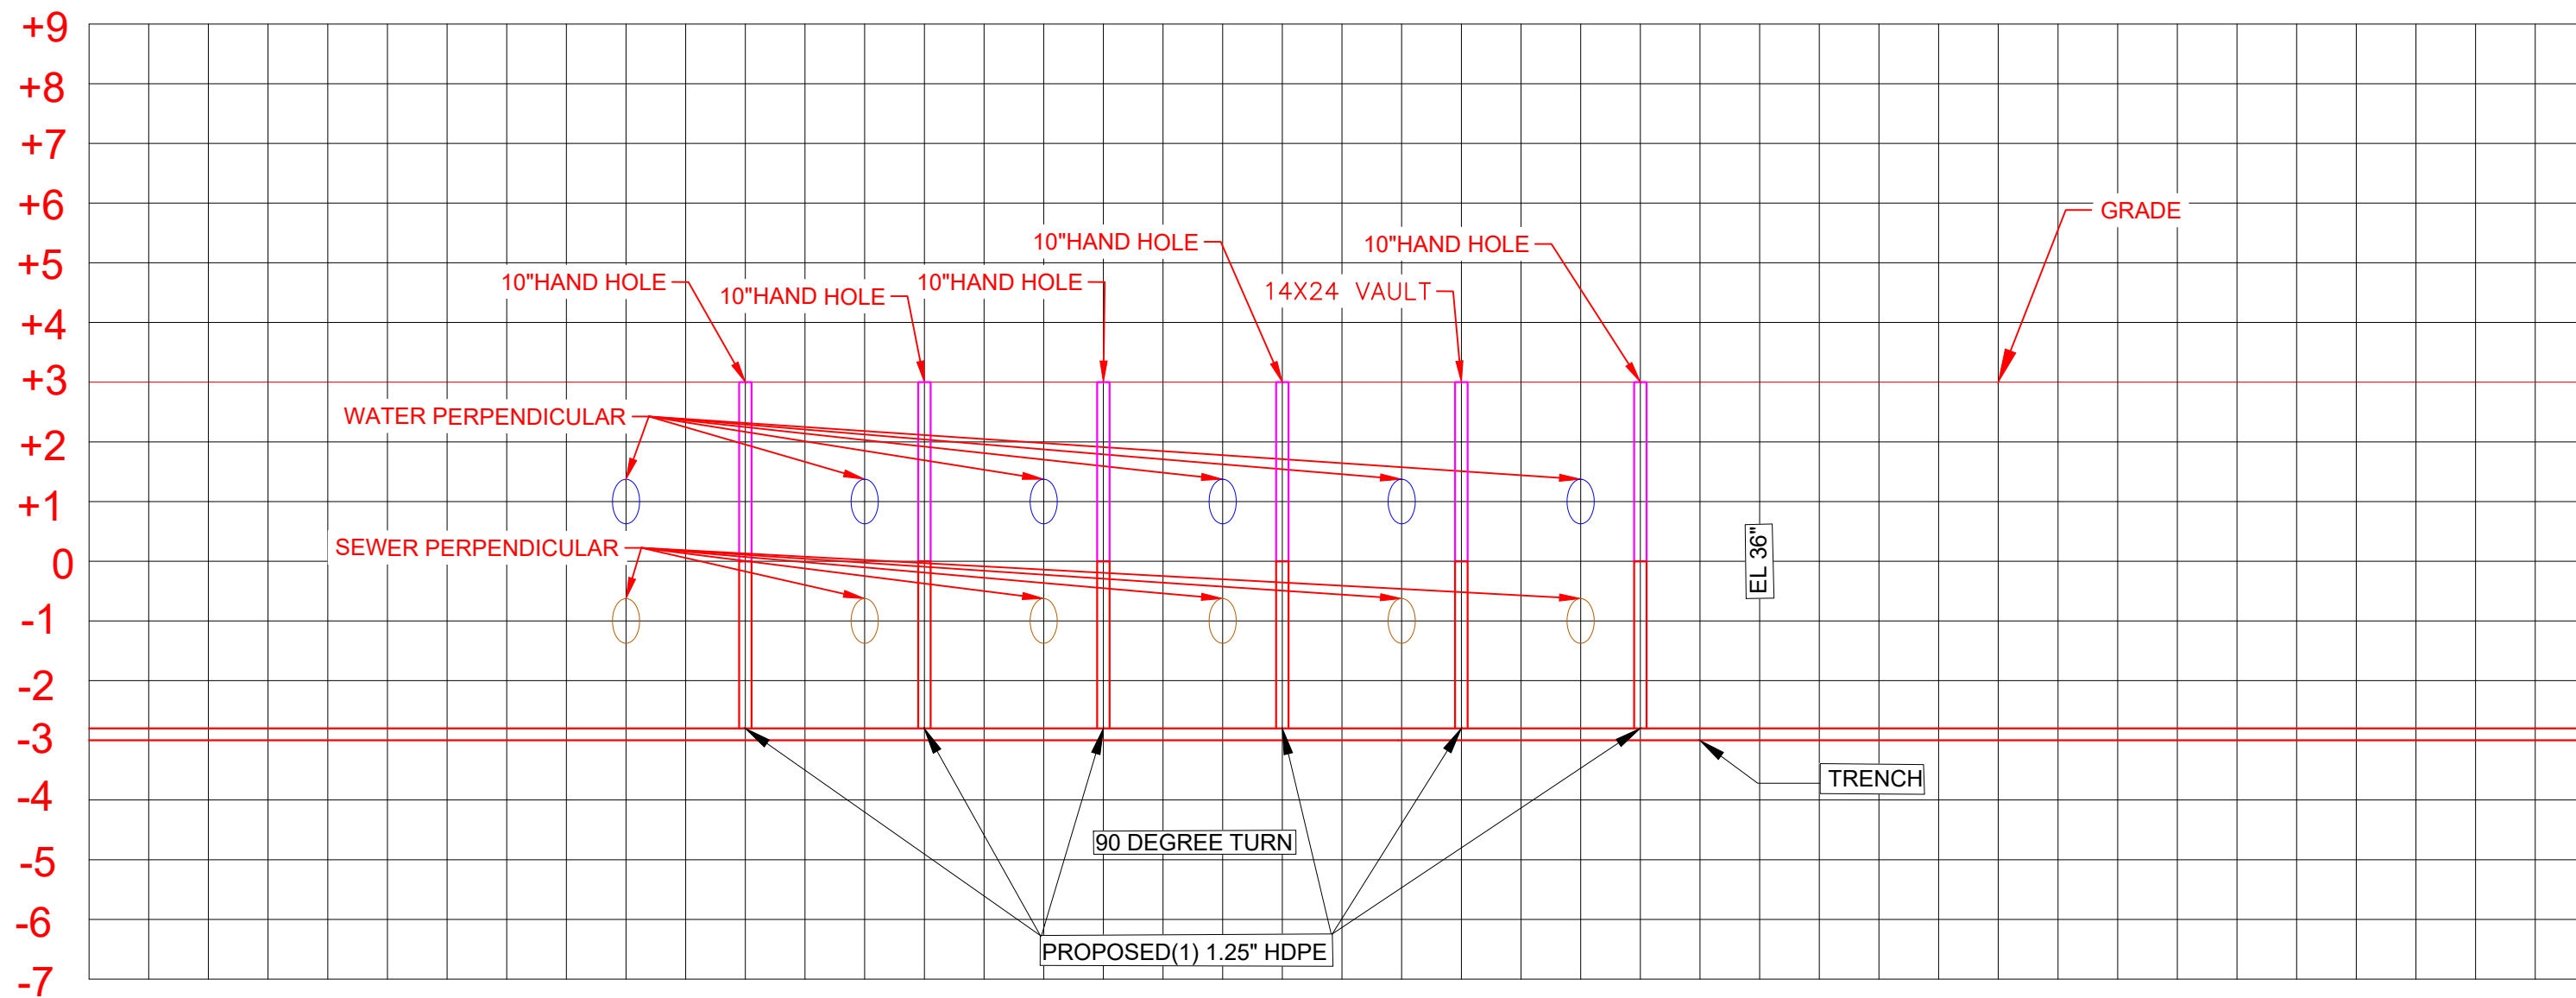 +9
+8
+7
+6
+5
+4
+3
+2
+1
0
-1
-2
-3
-4
-5
-6
-7
GRADE
10"HAND HOLE
10"HAND HOLE
10"HAND HOLE
10"HAND HOLE
14X24 VAULT
10"HAND HOLE
WATER PERPENDICULAR
SEWER PERPENDICULAR
EL 36"
TRENCH
90 DEGREE TURN
PROPOSED(1) 1.25" HDPE